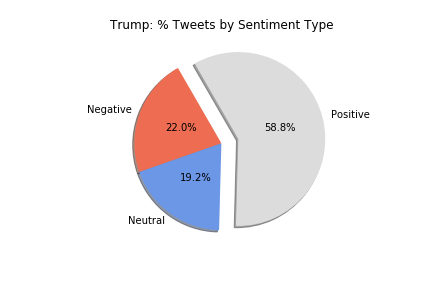 Trump: % Tweets by Sentiment Type
Negative
22.0%
58.8%
Positive
19.2%
Neutral